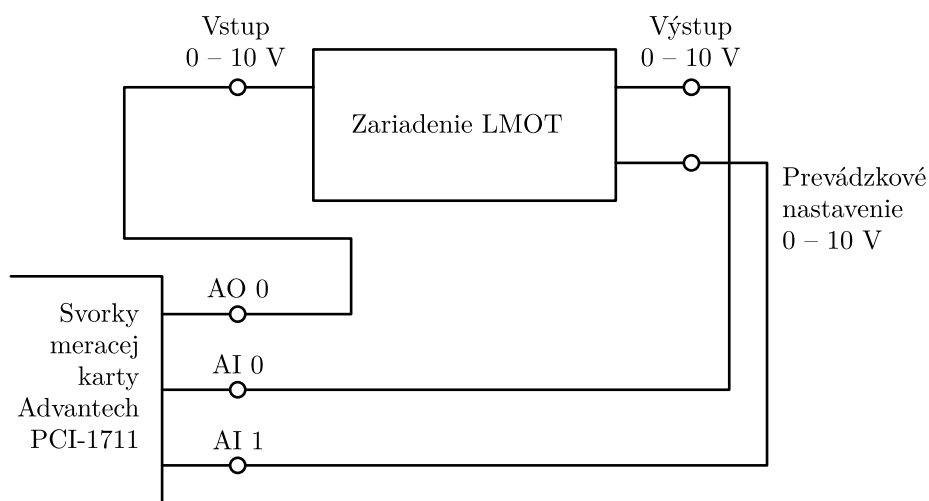 Vstup
0 – 10 V
Výstup
0 – 10 V
Zariadenie LMOT
Prevádzkové
nastavenie
0 – 10 V
AO 0
Svorky
meracej
karty
Advantech
PCI-1711
AI 0
AI 1